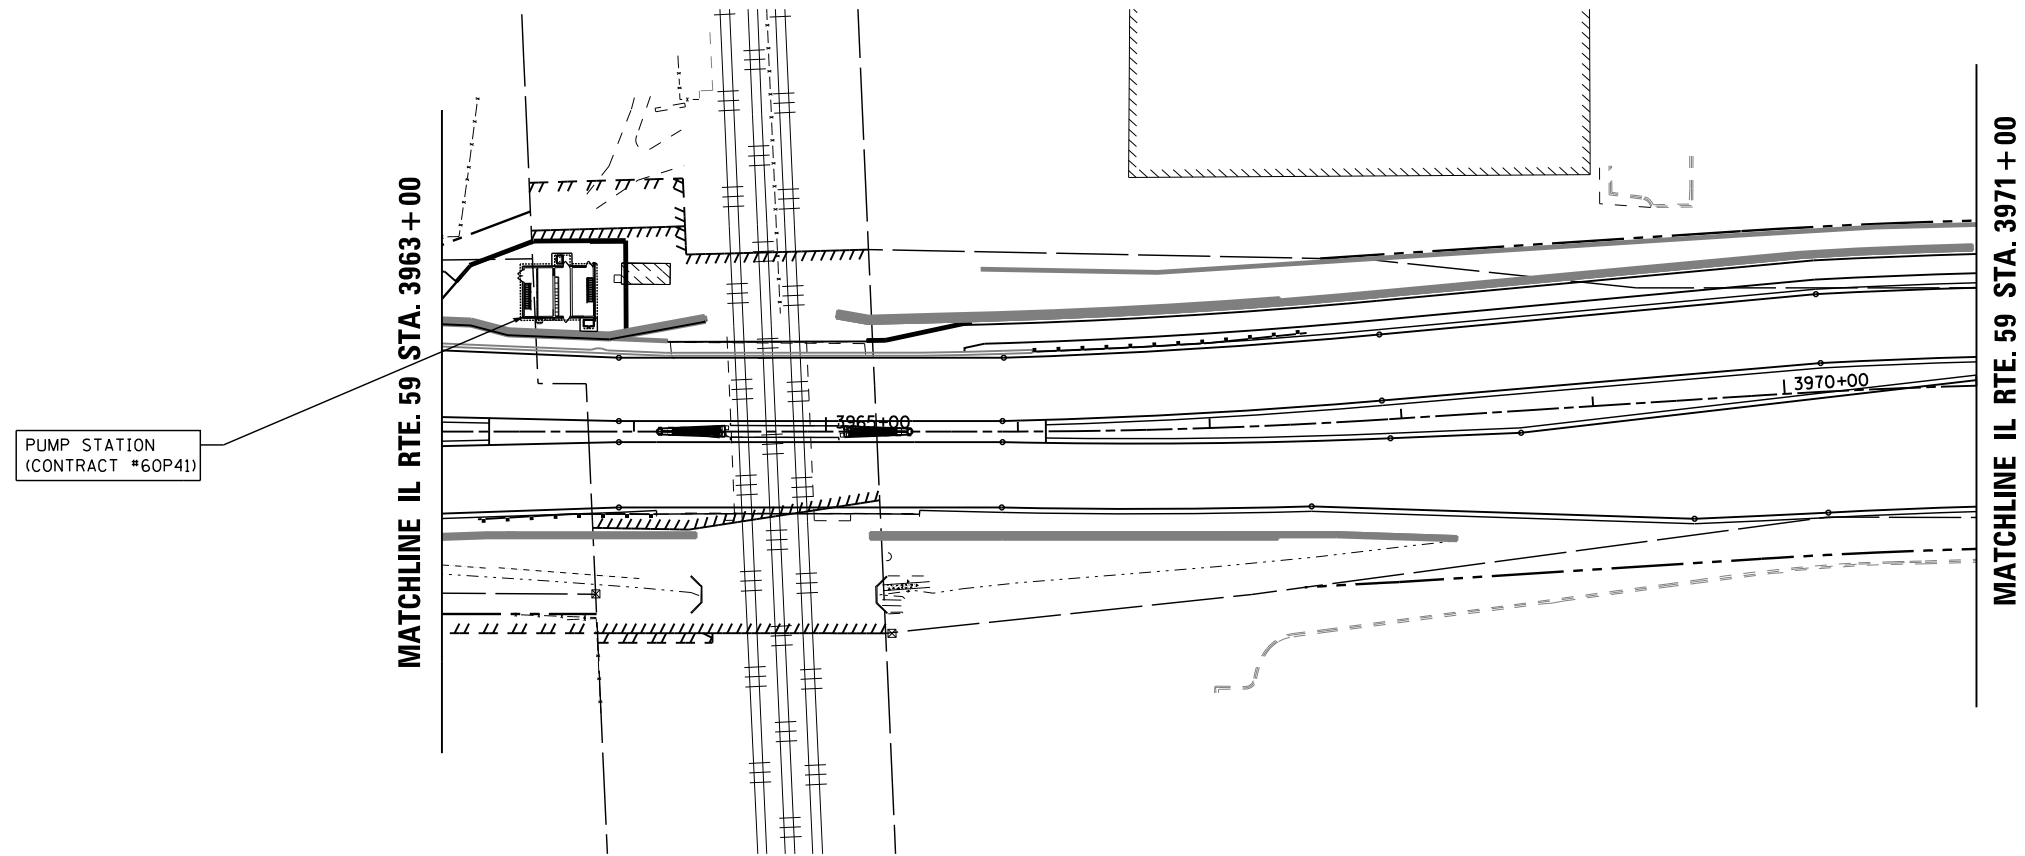 MATCHLINE IL RTE. 59 STA. 3963+00
PUMP STATION
(CONTRACT #60P41)
3965+00
3970+00
MATCHLINE IL RTE. 59 STA. 3971+00